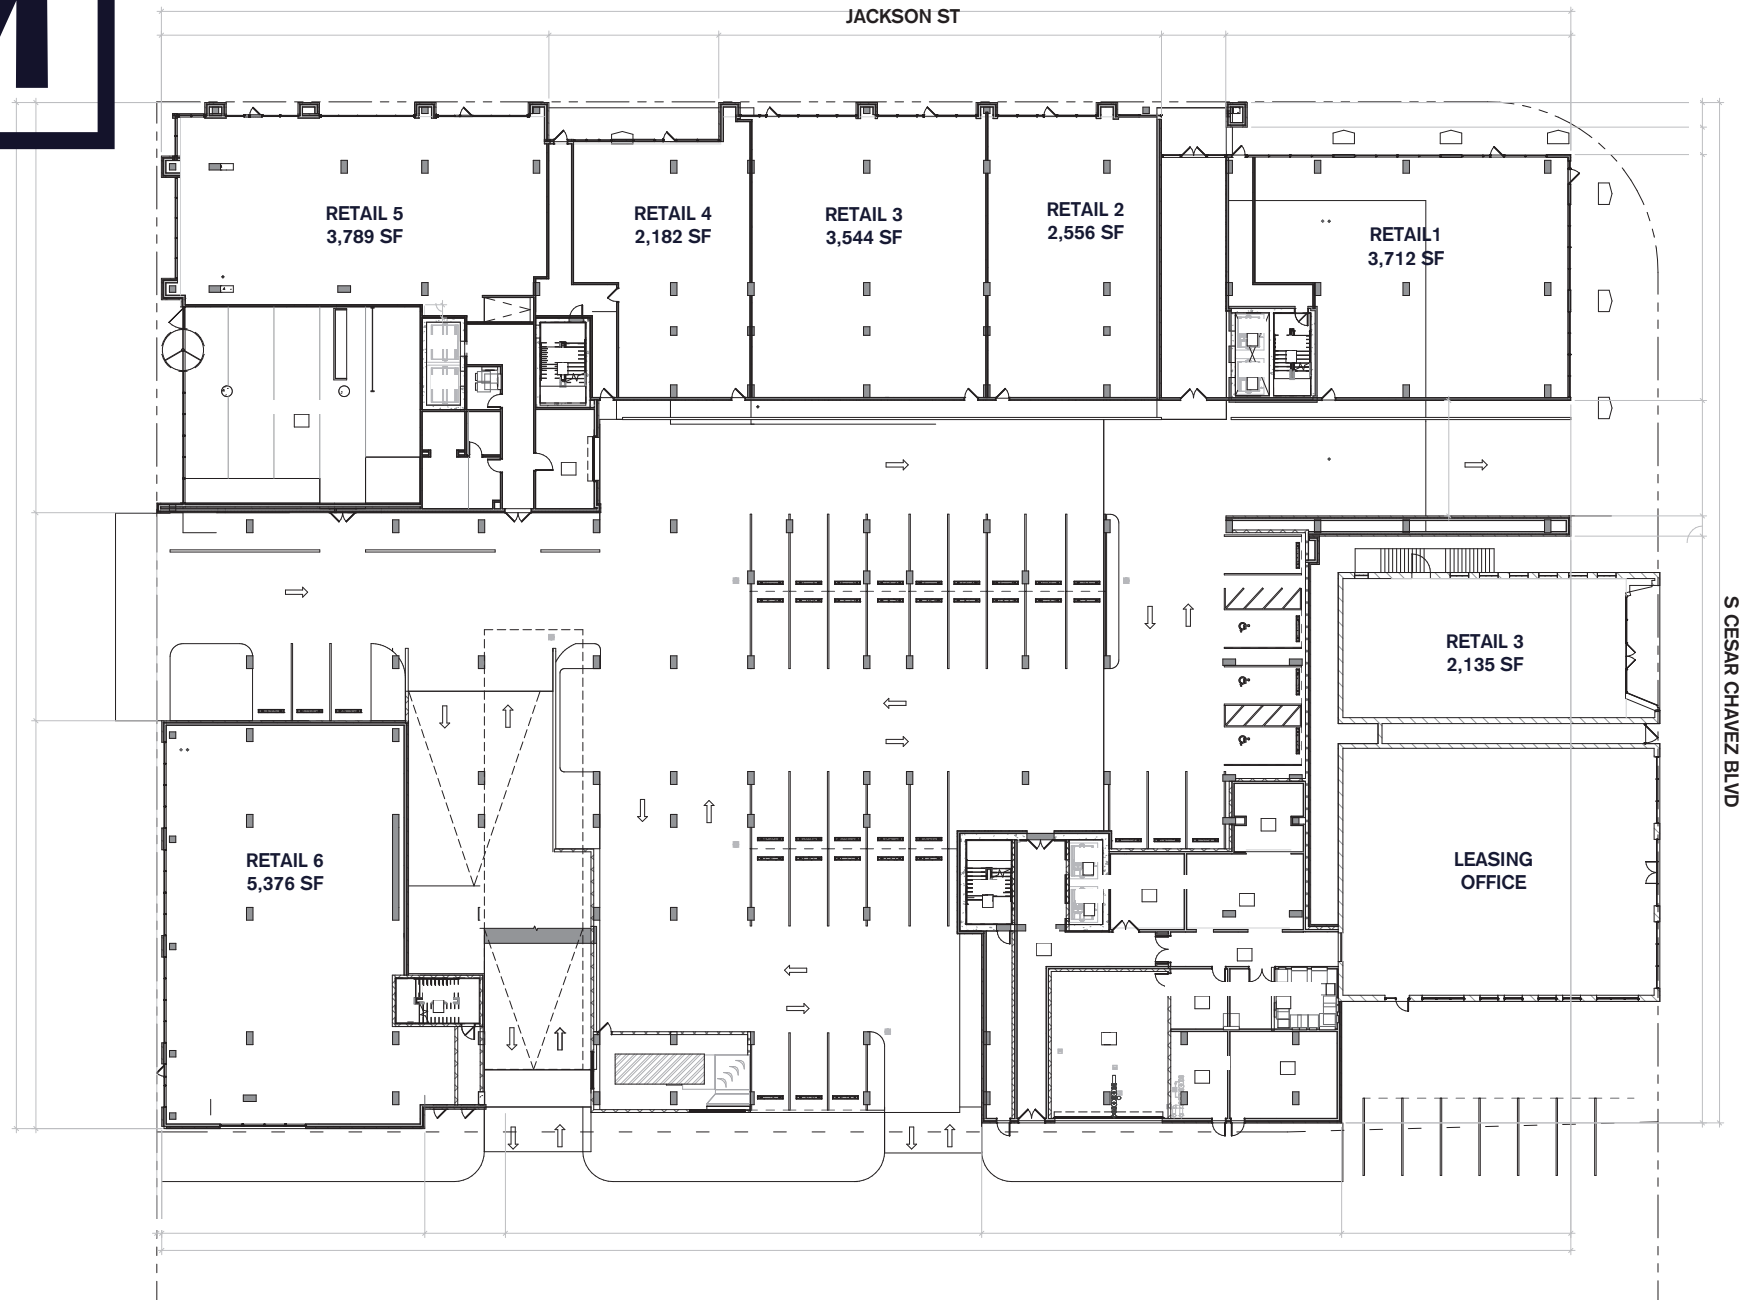 JACKSON ST
RETAIL 5
3,789 SF
RETAIL 4
2,182 SF
RETAIL 3
3,544 SF
RETAIL 2
2,556 SF
RETAIL1
3,712 SF
RETAIL 3
2,135 SF
S CESAR CHAVEZ BLVD
RETAIL 6
5,376 SF
LEASING
OFFICE